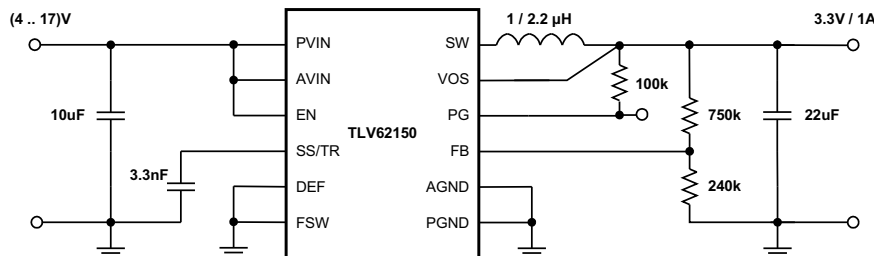 (4 .. 17)V
1 / 2.2 µH
3.3V / 1A
PVIN
SW
AVIN
VOS
100k
10uF
EN
PG
750k
22uF
TLV62150
SS/TR
FB
3.3nF
DEF
AGND
240k
FSW
PGND